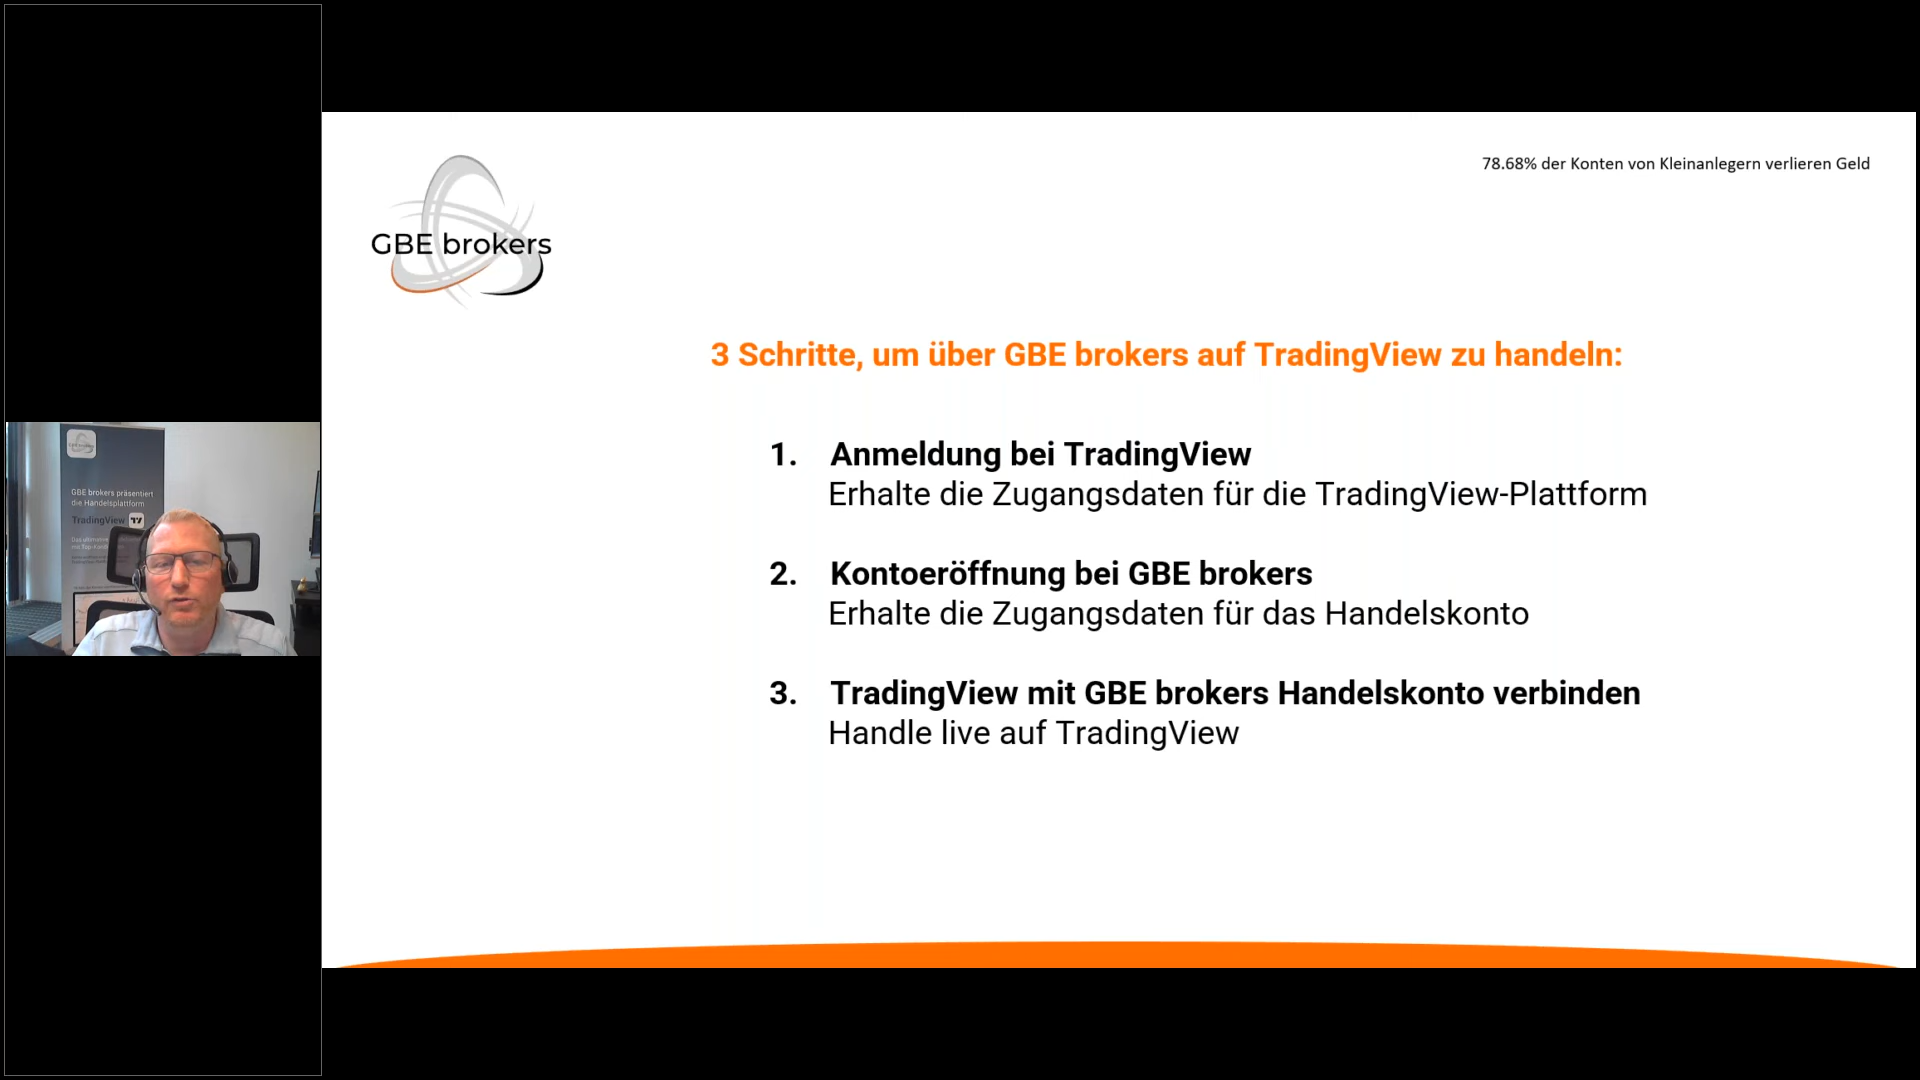 78.68% der Konten von Kleinanlegern verlieren Geld
GBE brokers
3 Schritte, um über GBE brokers auf TradingView zu handeln:
1. Anmeldung bei TradingView
Erhalte die Zugangsdaten für die TradingView-Plattform
2. Kontoeröffnung bei GBE brokers
Erhalte die Zugangsdaten für das Handelskonto
3. TradingView mit GBE brokers Handelskonto verbinden
Handle live auf TradingView
GBE brokers präsentiert
die Handelsplattform
TradingView